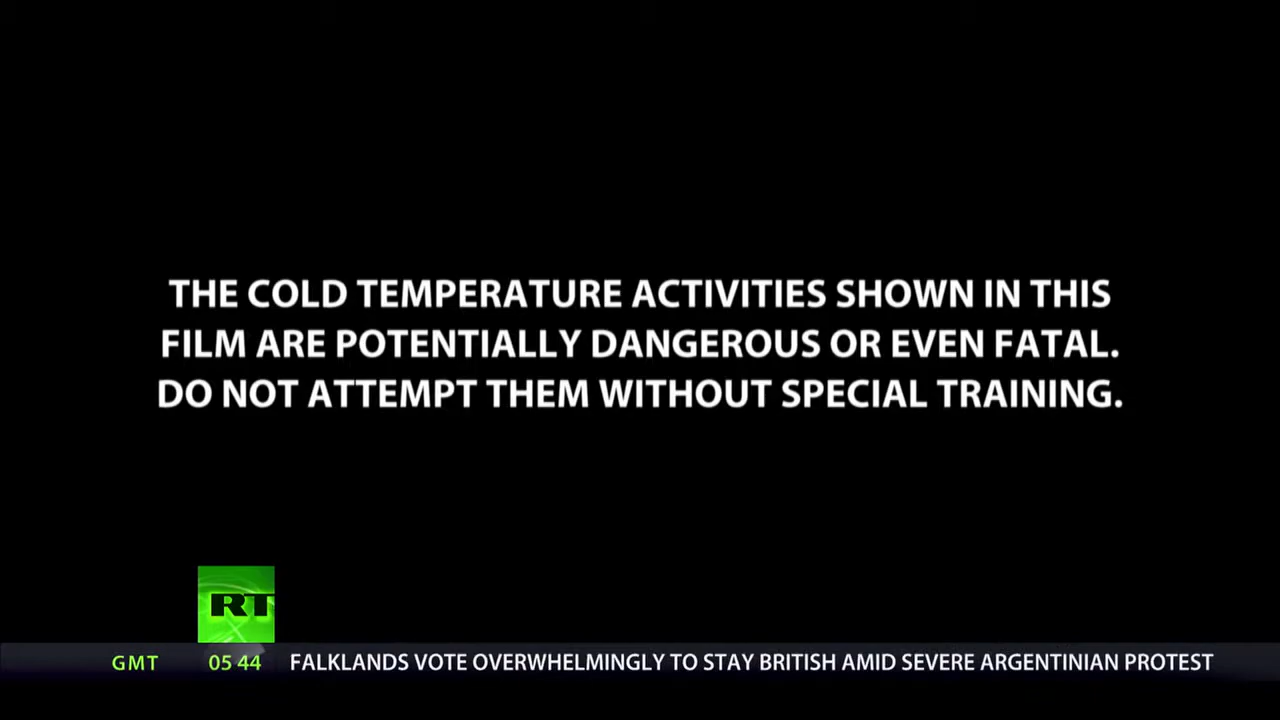 THE COLD TEMPERATURE ACTIVITIES SHOWN IN THIS
FILM ARE POTENTIALLY DANGEROUS OR EVEN FATAL.
DO NOT ATTEMPT THEM WITHOUT SPECIAL TRAINING.
RT
GMT 05 44 FALKLANDS VOTE OVERWHELMINGLY TO STAY BRITISH AMID SEVERE ARGENTINIAN PROTEST